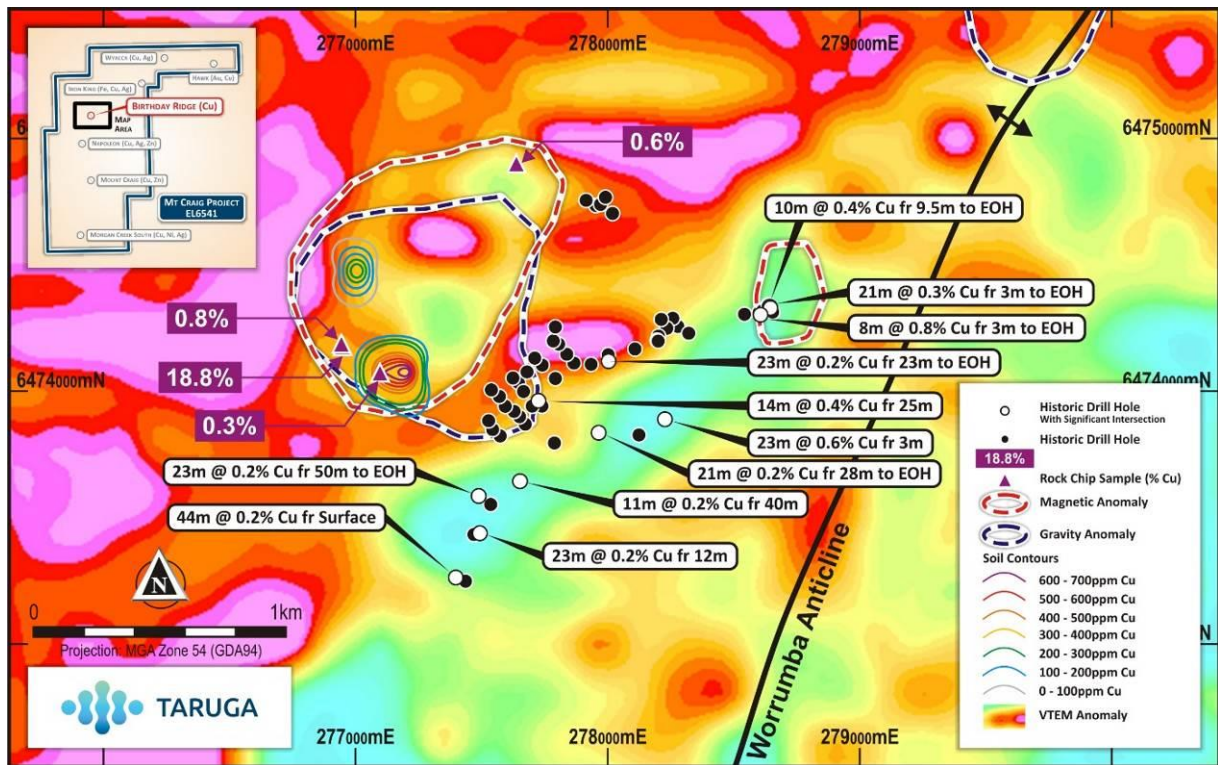 277000mE
278000mE
279000mE
WYACCA (CU, AG)
HAWK (AU, CU)
IRON KING (FE, CU, AG)
BIRTHDAY RIDGE (CU)
MAP
AREA
NAPOLEON (CU, AG, ZN)
MOUNT CRAIG (CU, ZN)
MT CRAIG PROJECT
EL6541
MORGAN CREEK SOUTH (CU, NI, AG)
6475000mN
0.6%
10m @ 0.4% Cu fr 9.5m to EOH
21m @ 0.3% Cu fr 3m to EOH
8m @ 0.8% Cu fr 3m to EOH
0.8%
18.8%
0.3%
23m @ 0.2% Cu fr 23m to EOH
6474000mN
14m @ 0.4% Cu fr 25m
23m @ 0.6% Cu fr 3m
21m @ 0.2% Cu fr 28m to EOH
23m @ 0.2% Cu fr 50m to EOH
11m @ 0.2% Cu fr 40m
44m @ 0.2% Cu fr Surface
23m @ 0.2% Cu fr 12m
Worrumba Anticline
N
0
1km
Projection: MGA Zone 54 (GDA94)
TARUGA
277000mE
278000mE
279000mE
N
Historic Drill Hole
With Significant Intersection
Historic Drill Hole
18.8%
Rock Chip Sample (% Cu)
Magnetic Anomaly
Gravity Anomaly
Soil Contours
600 - 700ppm Cu
500 - 600ppm Cu
400 - 500ppm Cu
300 - 400ppm Cu
200 - 300ppm Cu
100 - 200ppm Cu
0 - 100ppm Cu
VTEM Anomaly